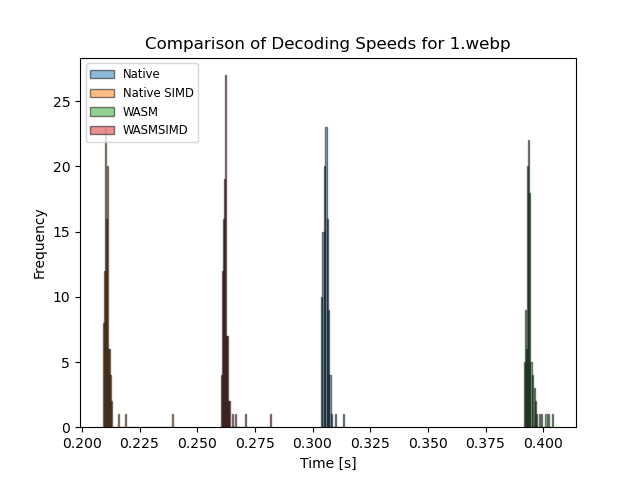 Comparison of Decoding Speeds for 1.webp
Native
Native SIMD
WASM
WASMSIMD
Frequency
25
20
15
10
5
0
0.200 0.225 0.250 0.275 0.300 0.325 0.350 0.375 0.400
Time [s]